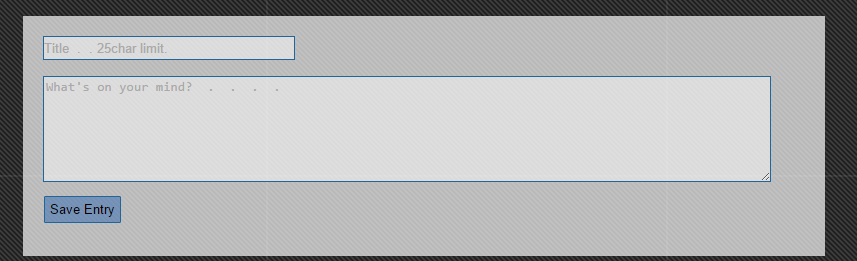 Title . . . 25char limit.
What's on your mind? . . . .
Save Entry